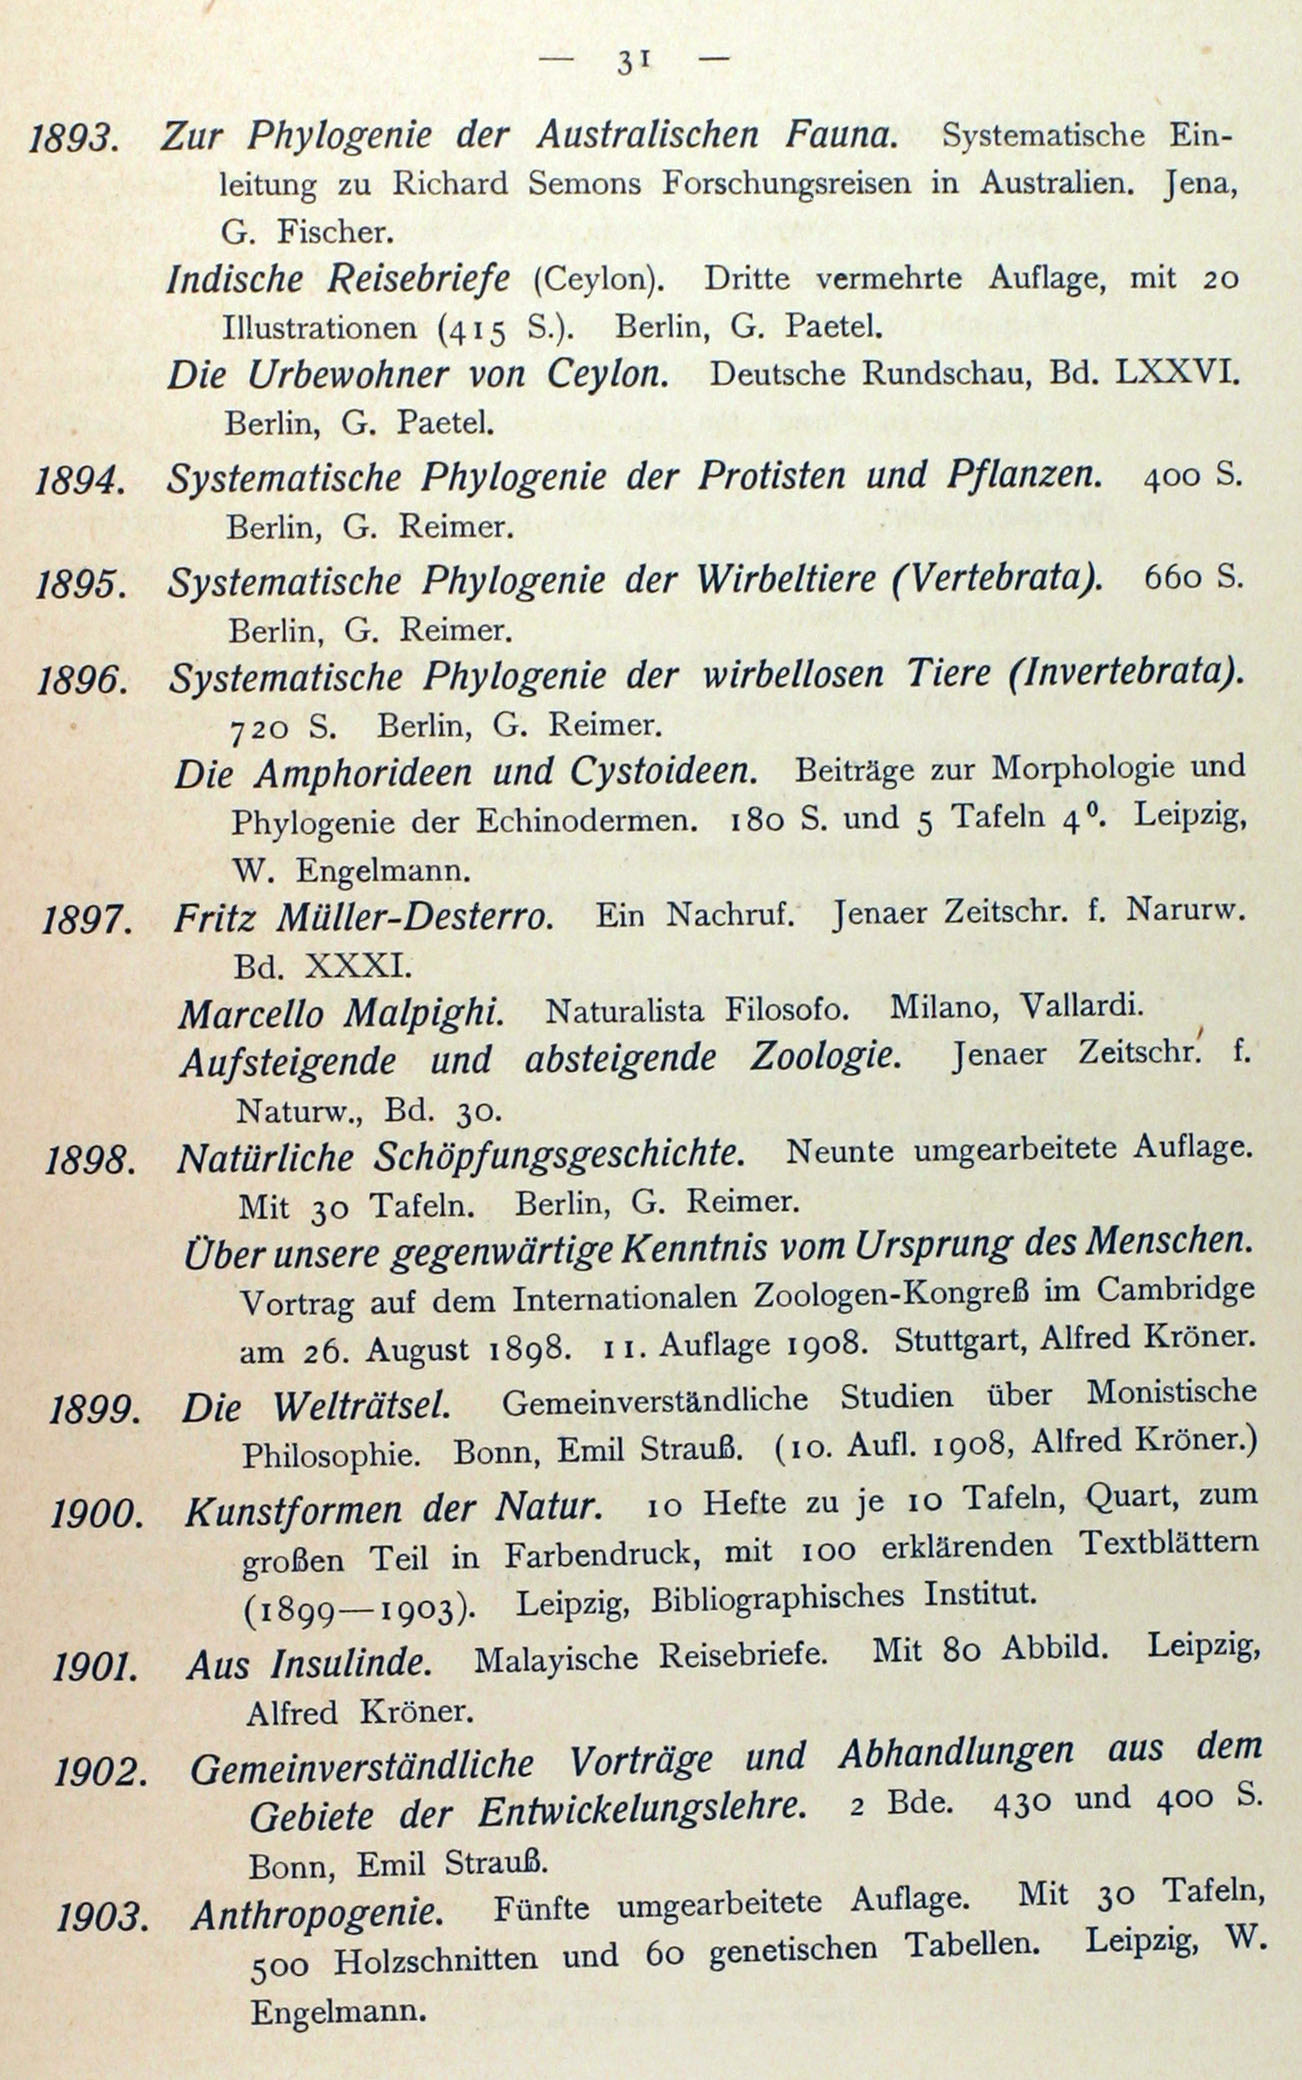 — 31 —
1893. Zur Phylogenie der Australischen Fauna. Systematische Ein-
leitung zu Richard Semons Forschungsreisen in Australien. Jena,
G. Fischer.
Indische Reisebriefe (Ceylon). Dritte vermehrte Auflage, mit 20
Illustrationen (415 S.). Berlin, G. Paetel.
Die Urbewohner von Ceylon. Deutsche Rundschau, Bd. LXXVI.
Berlin, G. Paetel.
1894. Systematische Phylogenie der Protisten und Pflanzen. 400 S.
Berlin, G. Reimer.
1895. Systematische Phylogenie der Wirbeltiere (Vertebrata). 660 S.
Berlin, G. Reimer.
1896. Systematische Phylogenie der wirbellosen Tiere (Invertebrata).
720 S. Berlin, G. Reimer.
Die Amphorideen und Cystoideen. Beiträge zur Morphologie und
Phylogenie der Echinodermen. 180 S. und 5 Tafeln 4⁰. Leipzig,
W. Engelmann.
1897. Fritz Müller-Desterro. Ein Nachruf. Jenaer Zeitschr. f. Narurw.
Bd. XXXI.
Marcello Malpighi. Naturalista Filosofo. Milano, Vallardi.
Aufsteigende und absteigende Zoologie. Jenaer Zeitschr. f.
Naturw., Bd. 30.
1898. Natürliche Schöpfungsgeschichte. Neunte umgearbeitete Auflage.
Mit 30 Tafeln. Berlin, G. Reimer.
Über unsere gegenwärtige Kenntnis vom Ursprung des Menschen.
Vortrag auf dem Internationalen Zoologen-Kongreß im Cambridge
am 26. August 1898. 11. Auflage 1908. Stuttgart, Alfred Kröner.
1899. Die Welträtsel. Gemeinverständliche Studien über Monistische
Philosophie. Bonn, Emil Strauß. (10. Aufl. 1908, Alfred Kröner.)
1900. Kunstformen der Natur. 10 Hefte zu je 10 Tafeln, Quart, zum
großen Teil in Farbendruck, mit 100 erklärenden Textblättern
(1899—1903). Leipzig, Bibliographisches Institut.
1901. Aus Insulinde. Malayische Reisebriefe. Mit 80 Abbild. Leipzig,
Alfred Kröner.
1902. Gemeinverständliche Vorträge und Abhandlungen aus dem
Gebiete der Entwickelungslehre. 2 Bde. 430 und 400 S.
Bonn, Emil Strauß.
1903. Anthropogenie. Fünfte umgearbeitete Auflage. Mit 30 Tafeln,
500 Holzschnitten und 60 genetischen Tabellen. Leipzig, W.
Engelmann.